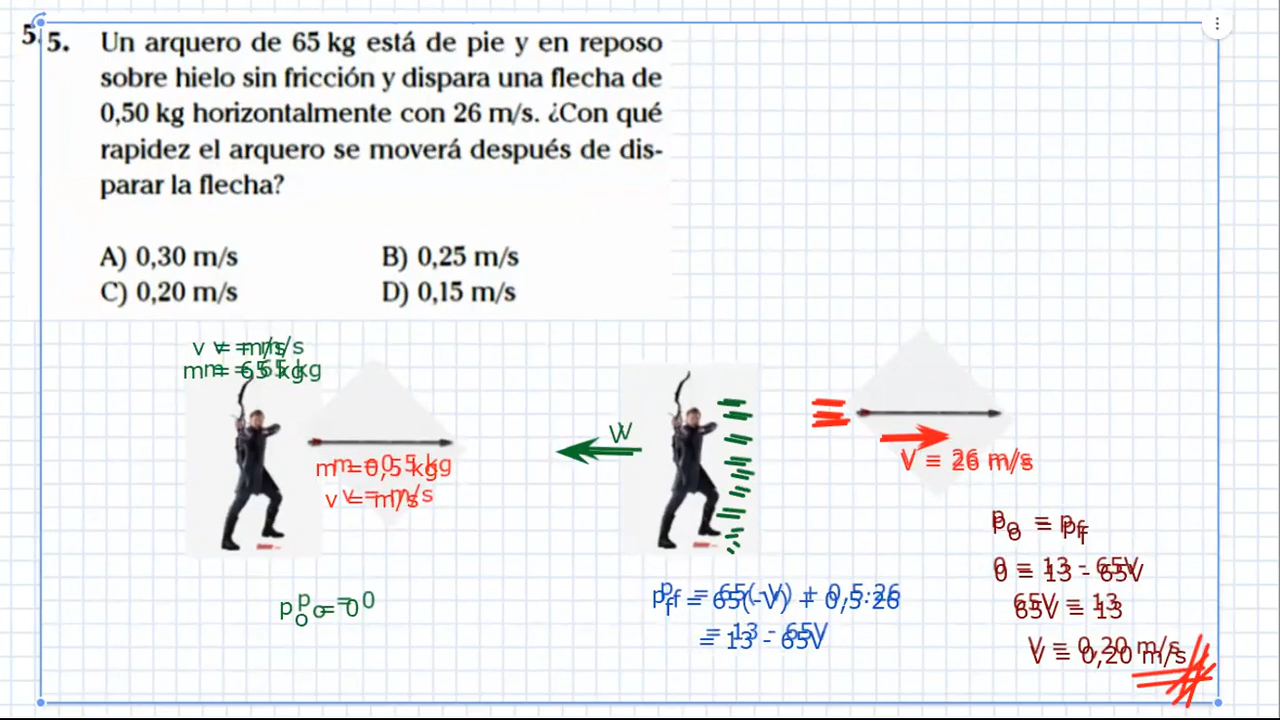 5.
5. Un arquero de 65 kg está de pie y en reposo
sobre hielo sin fricción y dispara una flecha de
0,50 kg horizontalmente con 26 m/s. ¿Con qué
rapidez el arquero se moverá después de dis-
parar la flecha?
A) 0,30 m/s B) 0,25 m/s
C) 0,20 m/s D) 0,15 m/s
v = m/s
m = 65 kg
m =0,5 kg
v = m/s
V
V = 26 m/s
p₀ = p_f
0 = 13 - 65V
65V = 13
V = 0,20 m/s
p₀ = 0
p_f = 65(-V) + 0,5·26
= 13 - 65V